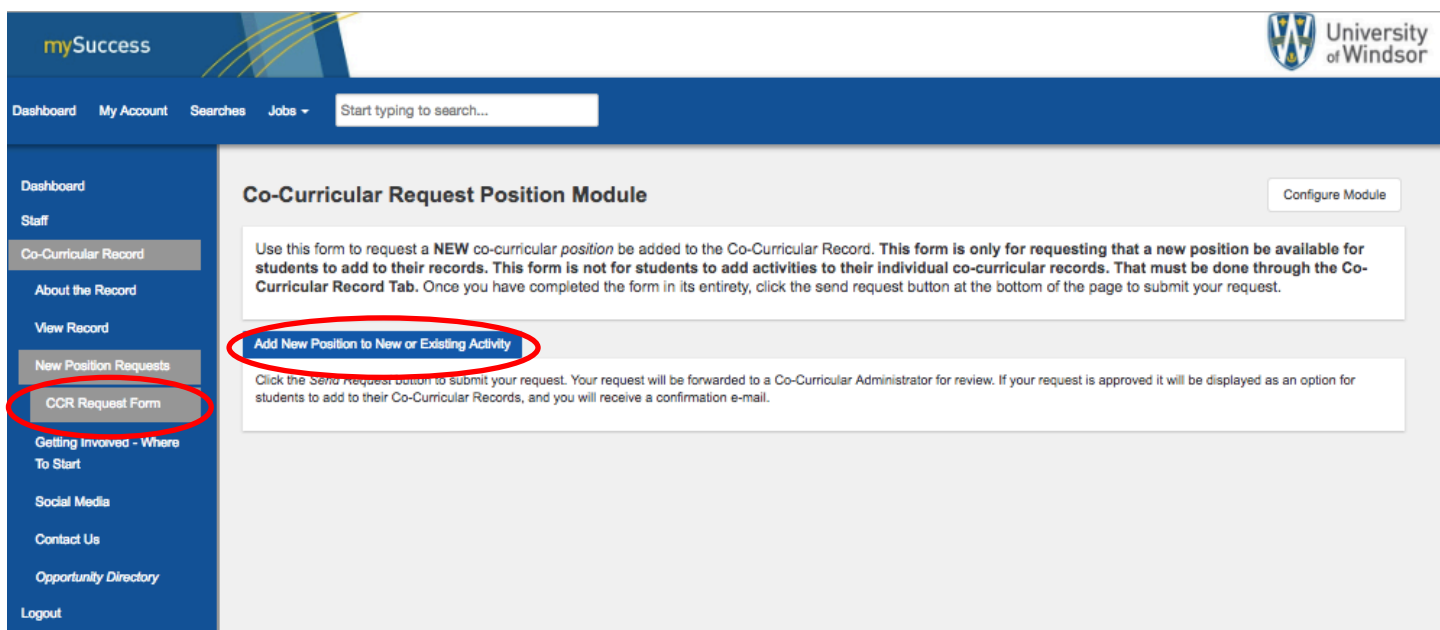 mySuccess
University
of Windsor
Dashboard My Account Searches Jobs Start typing to search...
Dashboard
Staff
Co-Curricular Record
About the Record
View Record
New Position Requests
CCR Request Form
Getting Involved - Where
To Start
Social Media
Contact Us
Opportunity Directory
Logout
Co-Curricular Request Position Module
Configure Module
Use this form to request a NEW co-curricular position be added to the Co-Curricular Record. This form is only for requesting that a new position be available for
students to add to their records. This form is not for students to add activities to their individual co-curricular records. That must be done through the Co-
Curricular Record Tab. Once you have completed the form in its entirety, click the send request button at the bottom of the page to submit your request.
Add New Position to New or Existing Activity
Click the Send Request button to submit your request. Your request will be forwarded to a Co-Curricular Administrator for review. If your request is approved it will be displayed as an option for
students to add to their Co-Curricular Records, and you will receive a confirmation e-mail.